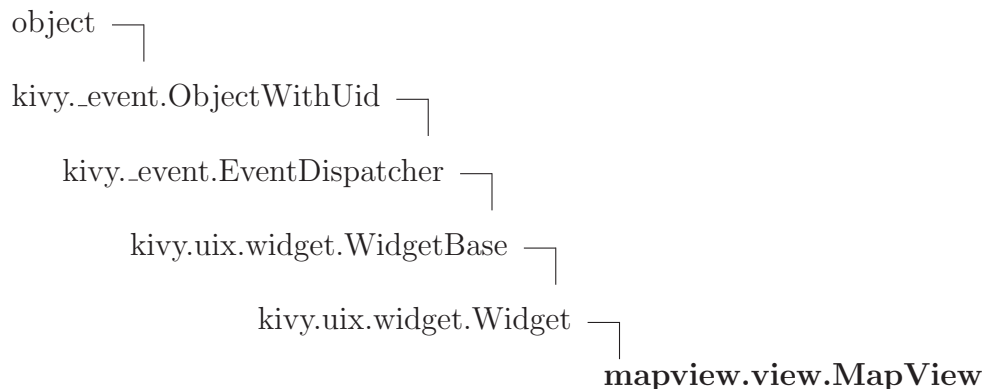 object
kivy._event.ObjectWithUid
kivy._event.EventDispatcher
kivy.uix.widget.WidgetBase
kivy.uix.widget.Widget
mapview.view.MapView